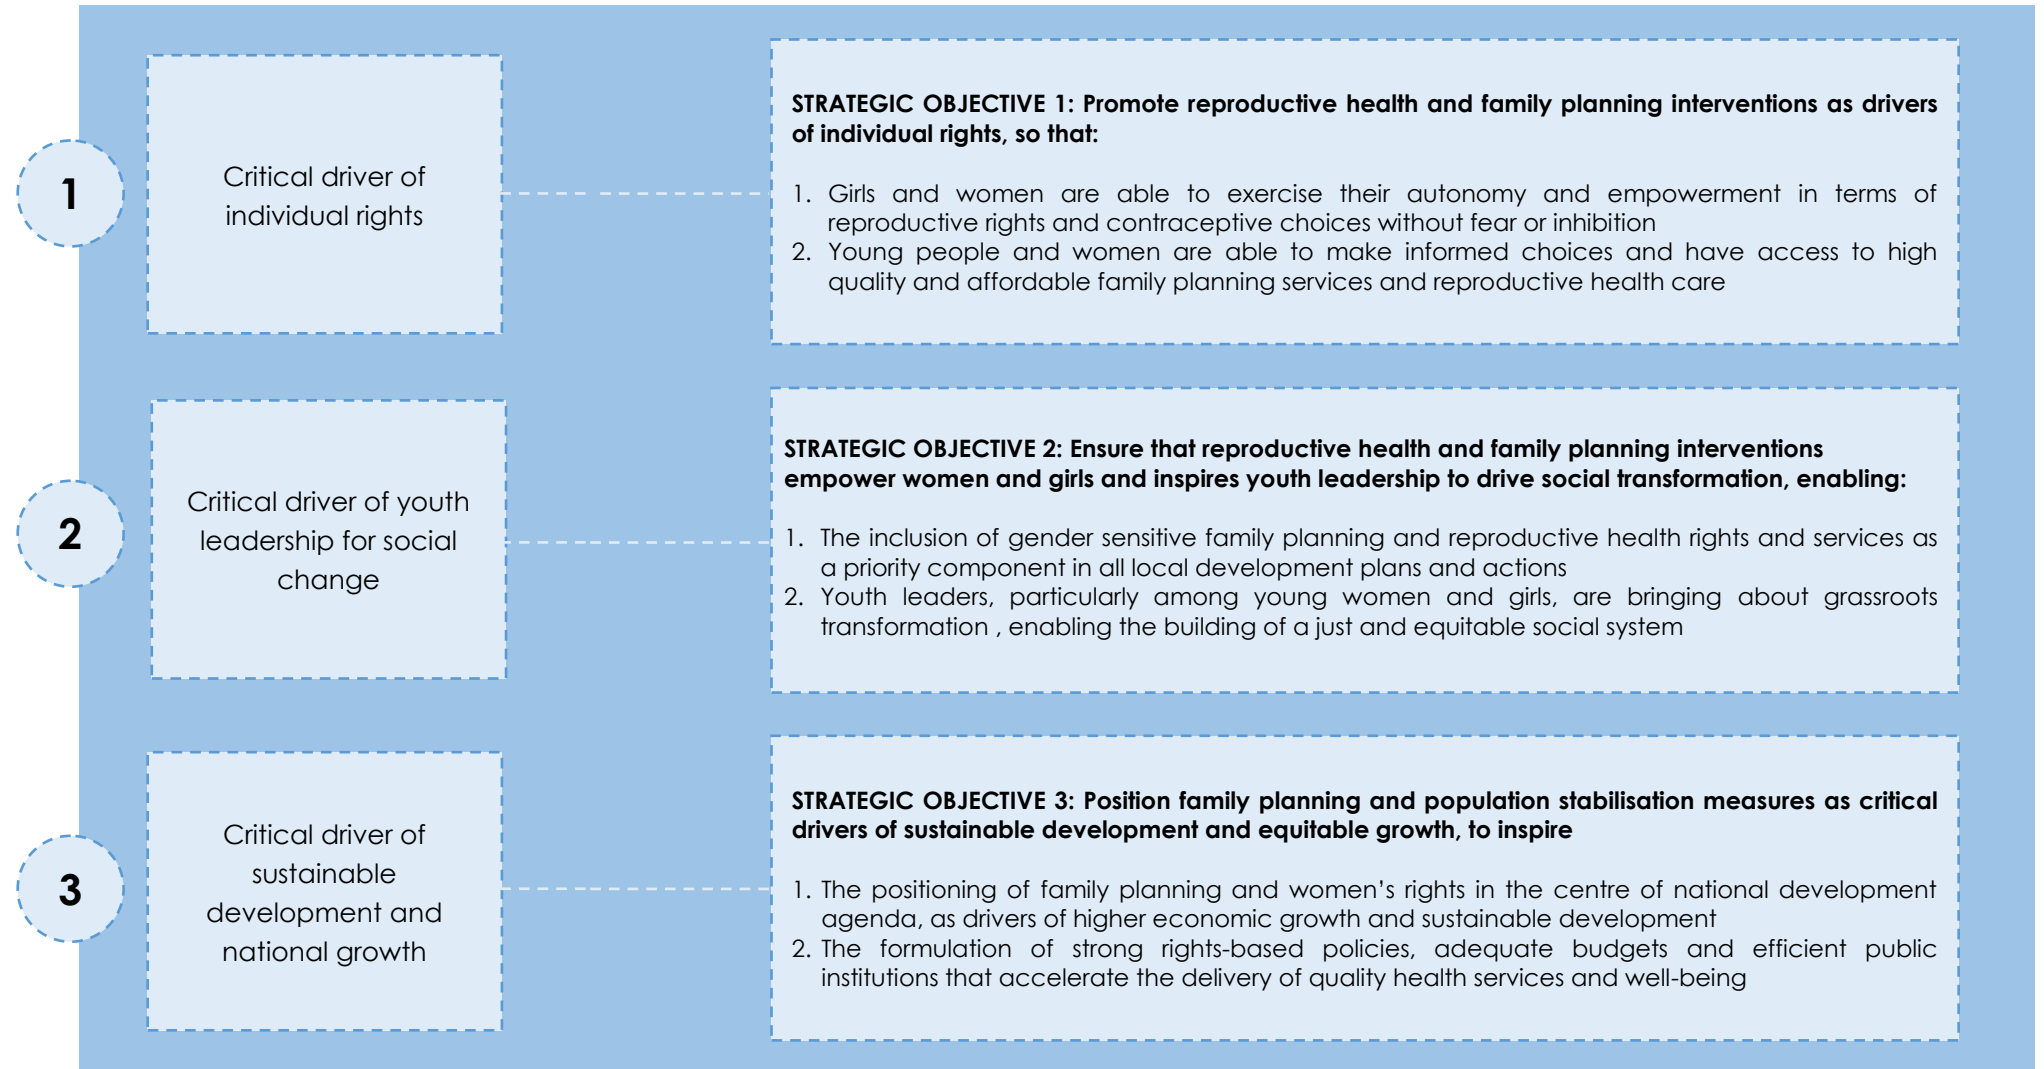 1
Critical driver of
individual rights
STRATEGIC OBJECTIVE 1: Promote reproductive health and family planning interventions as drivers
of individual rights, so that:
1. Girls and women are able to exercise their autonomy and empowerment in terms of
reproductive rights and contraceptive choices without fear or inhibition
2. Young people and women are able to make informed choices and have access to high
quality and affordable family planning services and reproductive health care
2
Critical driver of youth
leadership for social
change
STRATEGIC OBJECTIVE 2: Ensure that reproductive health and family planning interventions
empower women and girls and inspires youth leadership to drive social transformation, enabling:
1. The inclusion of gender sensitive family planning and reproductive health rights and services as
a priority component in all local development plans and actions
2. Youth leaders, particularly among young women and girls, are bringing about grassroots
transformation , enabling the building of a just and equitable social system
3
Critical driver of
sustainable
development and
national growth
STRATEGIC OBJECTIVE 3: Position family planning and population stabilisation measures as critical
drivers of sustainable development and equitable growth, to inspire
1. The positioning of family planning and women’s rights in the centre of national development
agenda, as drivers of higher economic growth and sustainable development
2. The formulation of strong rights-based policies, adequate budgets and efficient public
institutions that accelerate the delivery of quality health services and well-being